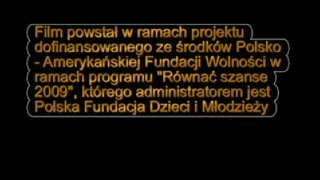 Film powstał w ramach projektu
dofinansowanego ze środków Polsko
- Amerykańskiej Fundacji Wolności w
ramach programu "Równać szanse
2009", którego administratorem jest
Polska Fundacja Dzieci i Młodzieży